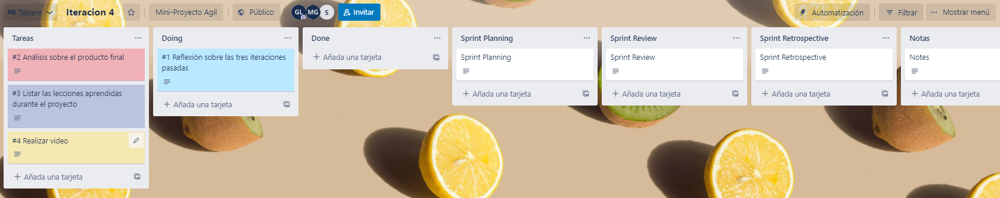 Tablero
Iteracion 4
Mini-Proyecto Agil
Público
GL
MG
S
Invitar
Automatización
Filtrar
Mostrar menú
Tareas
#2 Análisis sobre el producto final
#3 Listar las lecciones aprendidas
durante el proyecto
#4 Realizar video
Añada una tarjeta
Doing
#1 Reflexión sobre las tres iteraciones
pasadas
Añada una tarjeta
Done
Añada una tarjeta
Sprint Planning
Sprint Planning
Añada una tarjeta
Sprint Review
Sprint Review
Añada una tarjeta
Sprint Retrospective
Sprint Retrospective
Añada una tarjeta
Notas
Notes
Añada una tarjeta